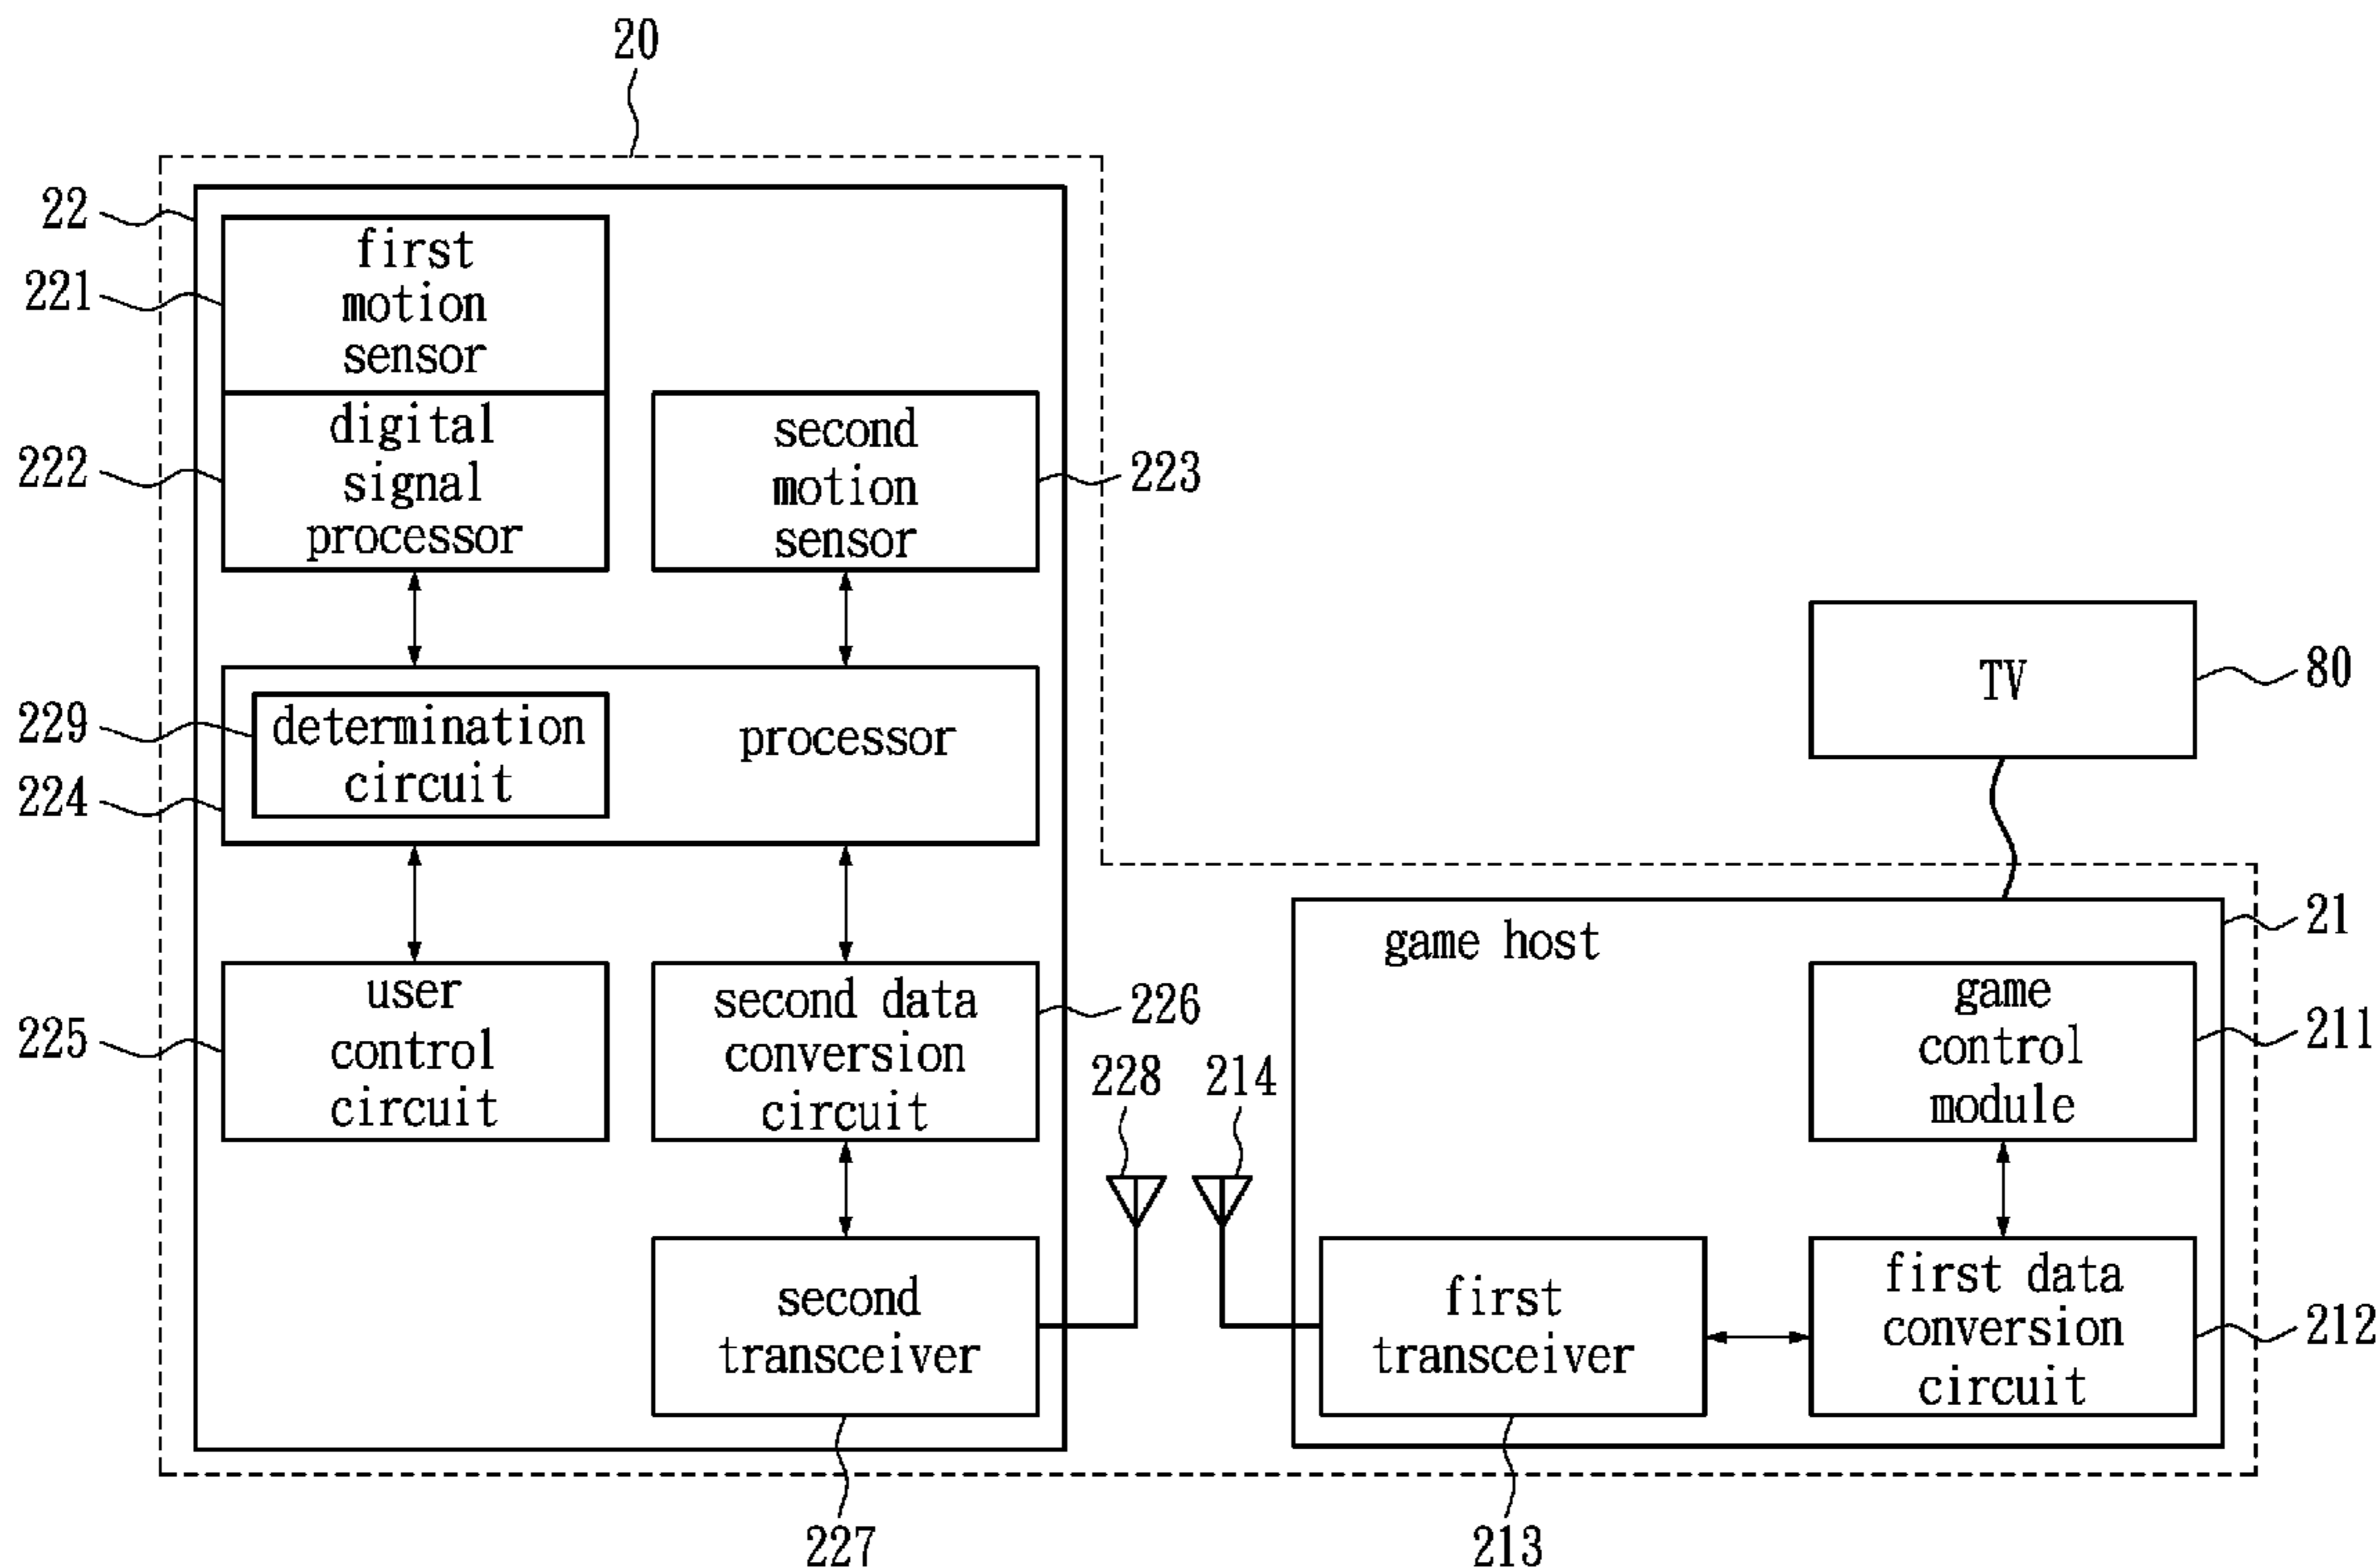 20
22
221
first
motion
sensor
222
digital
signal
processor
second
motion
sensor
223
229
determination
circuit
224
processor
TV
80
225
user
control
circuit
second data
conversion
circuit
226
228
214
game host
21
game
control
module
211
second
transceiver
first
transceiver
first data
conversion
circuit
212
227
213